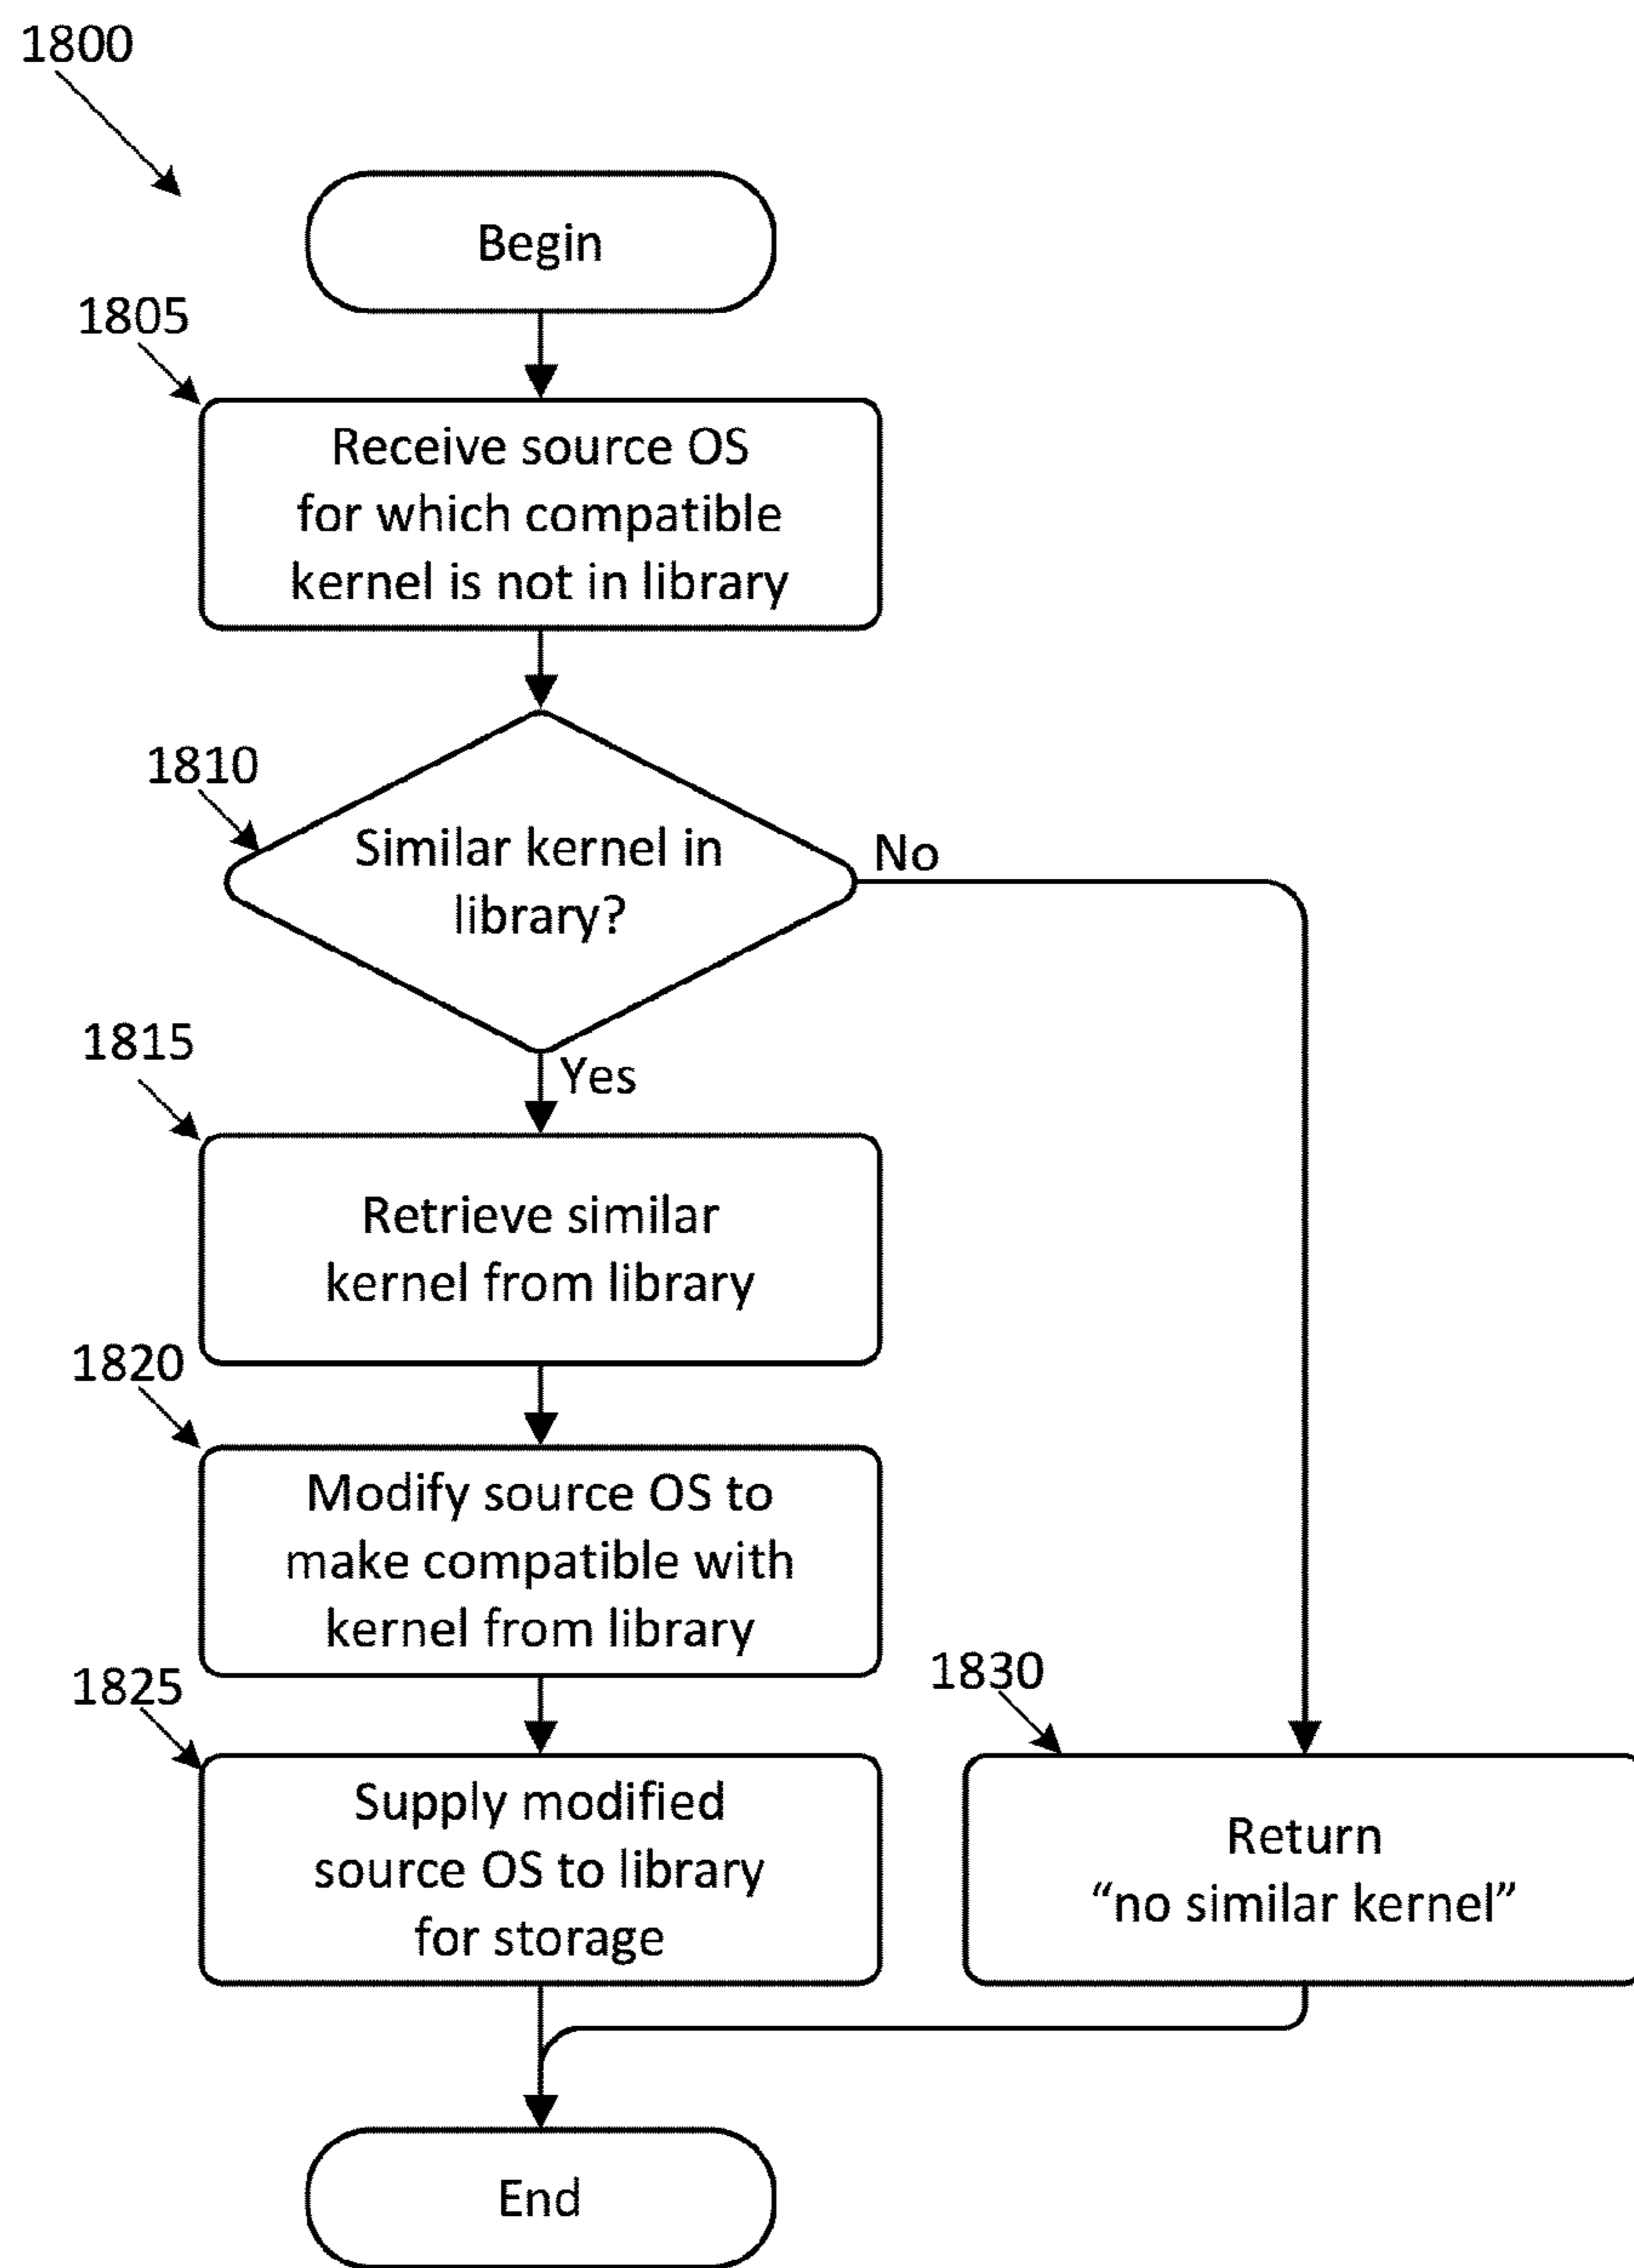 1800
Begin
1805
Receive source OS
for which compatible
kernel is not in library
1810
Similar kernel in
library?
No
Yes
1815
Retrieve similar
kernel from library
1820
Modify source OS to
make compatible with
kernel from library
1825
Supply modified
source OS to library
for storage
1830
Return
“no similar kernel”
End